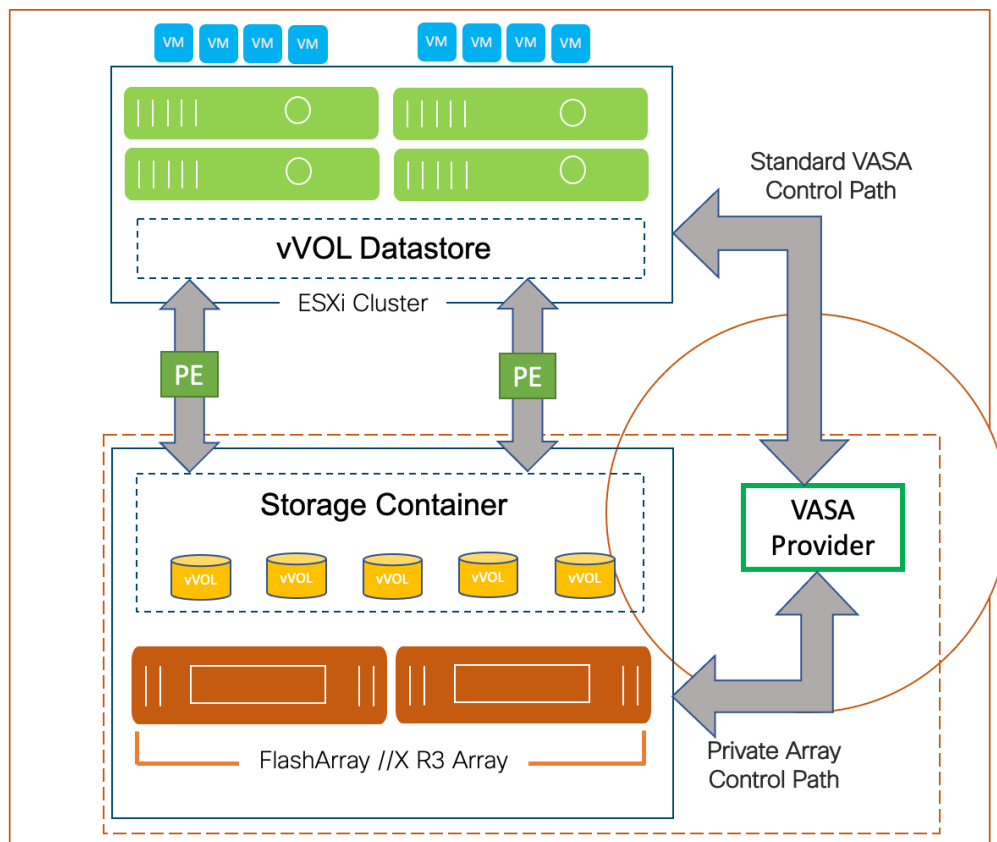 VM VM VM VM VM VM VM VM
Standard VASA
Control Path
vVOL Datastore
ESXi Cluster
PE PE
Storage Container
VASA
Provider
vVOL vVOL vVOL vVOL vVOL
FlashArray //X R3 Array
Private Array
Control Path